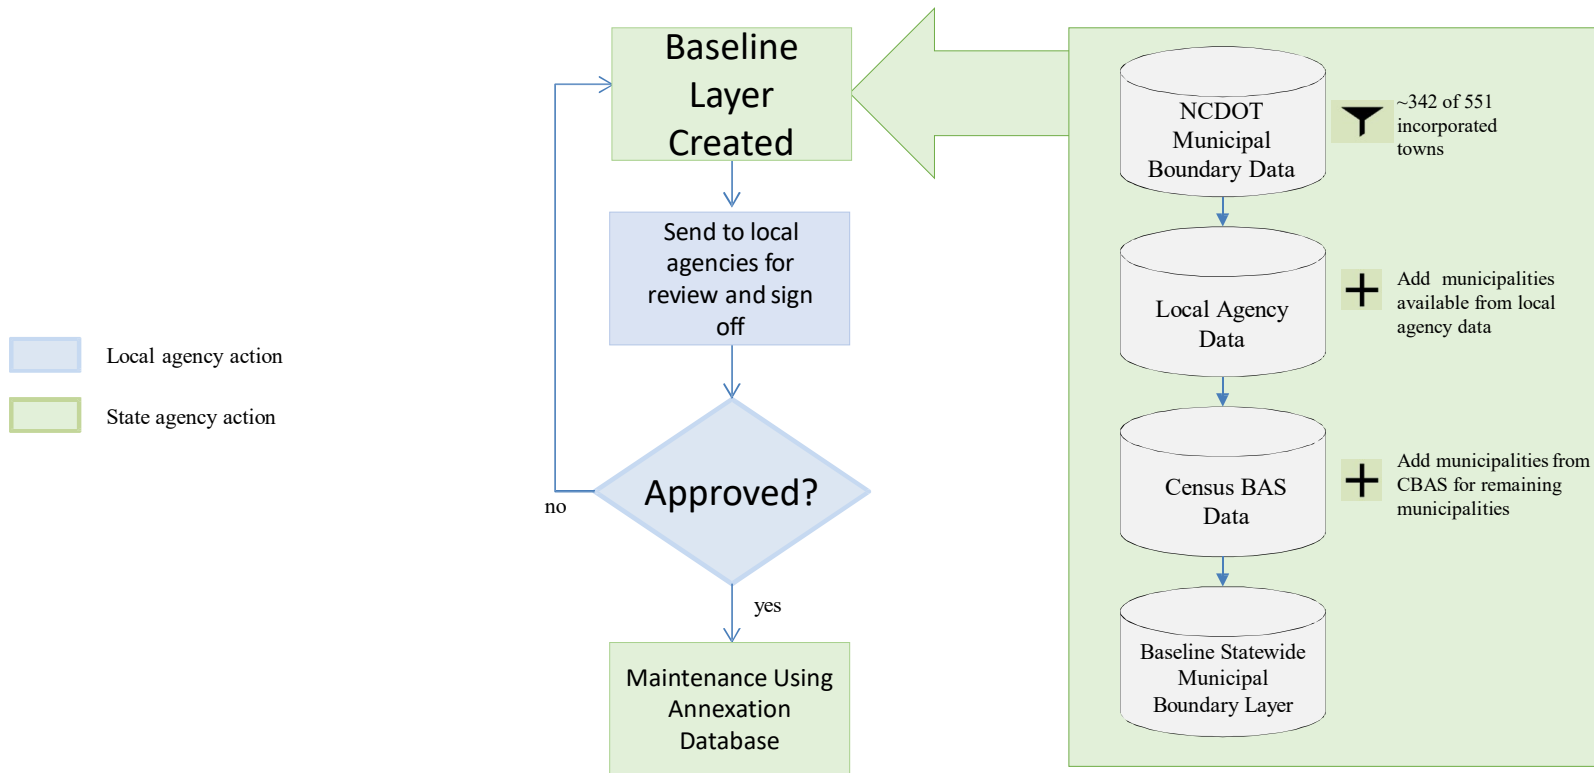 Baseline
Layer
Created
Send to local
agencies for
review and sign
off
Approved?
no
yes
Maintenance Using
Annexation
Database
Local agency action
State agency action
NCDOT
Municipal
Boundary Data
~342 of 551
incorporated
towns
Local Agency
Data
Add municipalities
available from local
agency data
Census BAS
Data
Add municipalities from
CBAS for remaining
municipalities
Baseline Statewide
Municipal
Boundary Layer